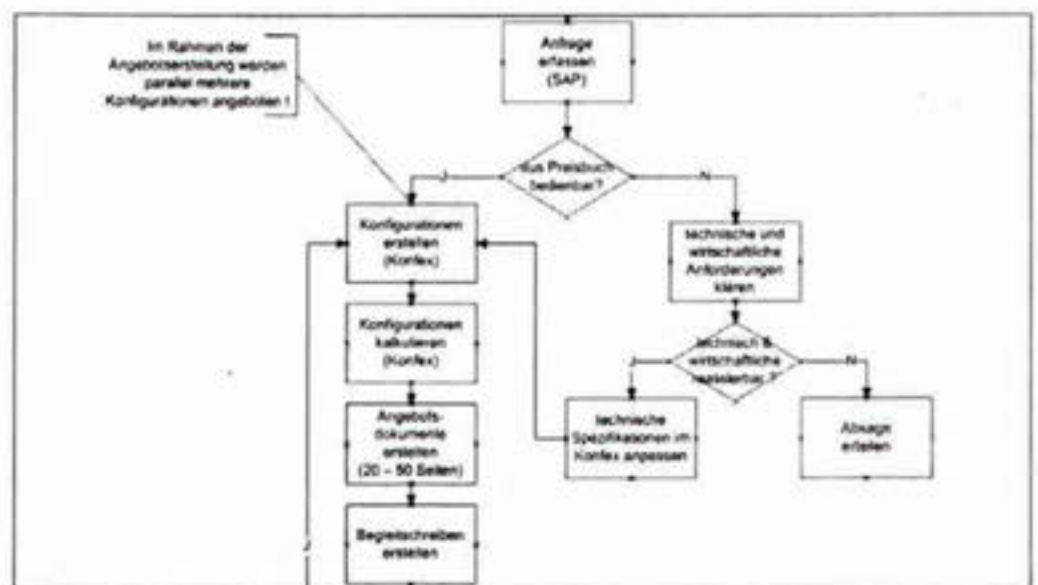 Im Rahmen der
Angebotserstellung werden
parallel mehrere
Konfigurationen angeboten !
Anfrage
erfassen
(SAP)
aus Preisbuch
bedienbar?
J
N
Konfigurationen
erstellen
(Konfex)
technische und
wirtschaftliche
Anforderungen
klären
Konfigurationen
kalkulieren
(Konfex)
technisch &
wirtschaftliche
realisierbar ?
J
N
Angebots-
dokumente
erstellen
(20 – 50 Seiten)
technische
Spezifikationen im
Konfex anpassen
Absage
erteilen
Begleitschreiben
erstellen
J